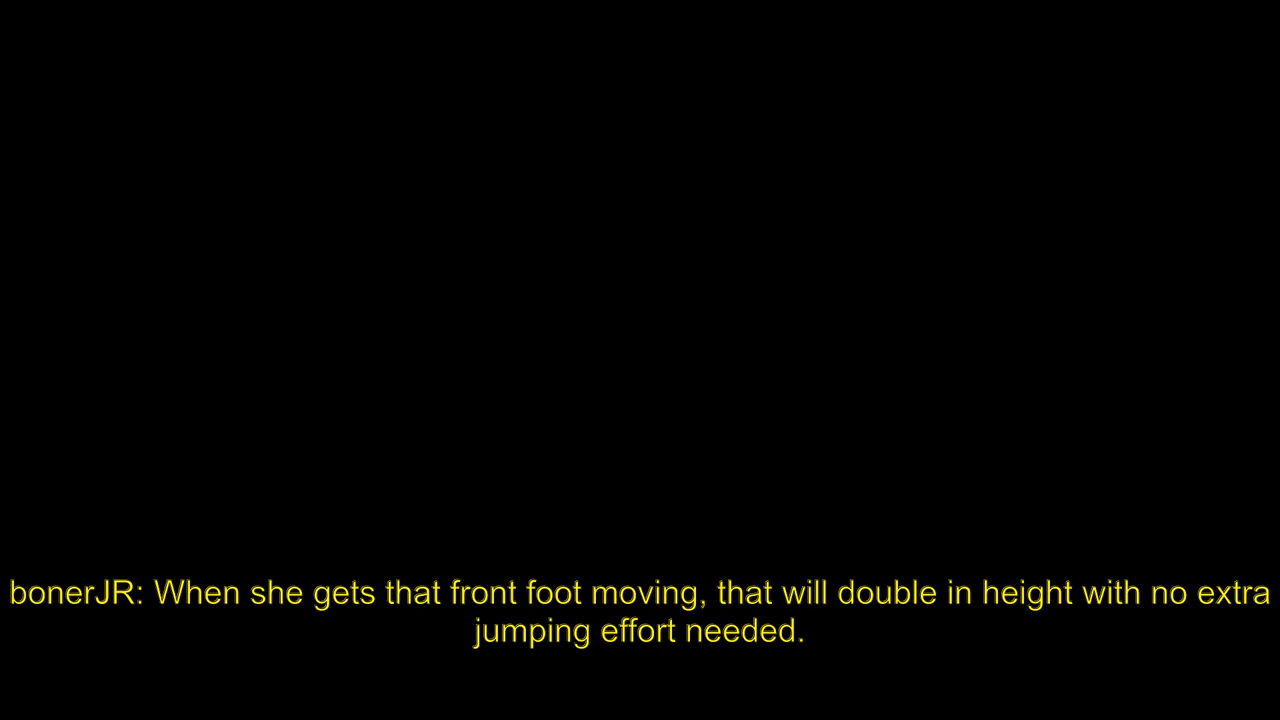 bonerJR: When she gets that front foot moving, that will double in height with no extra
jumping effort needed.